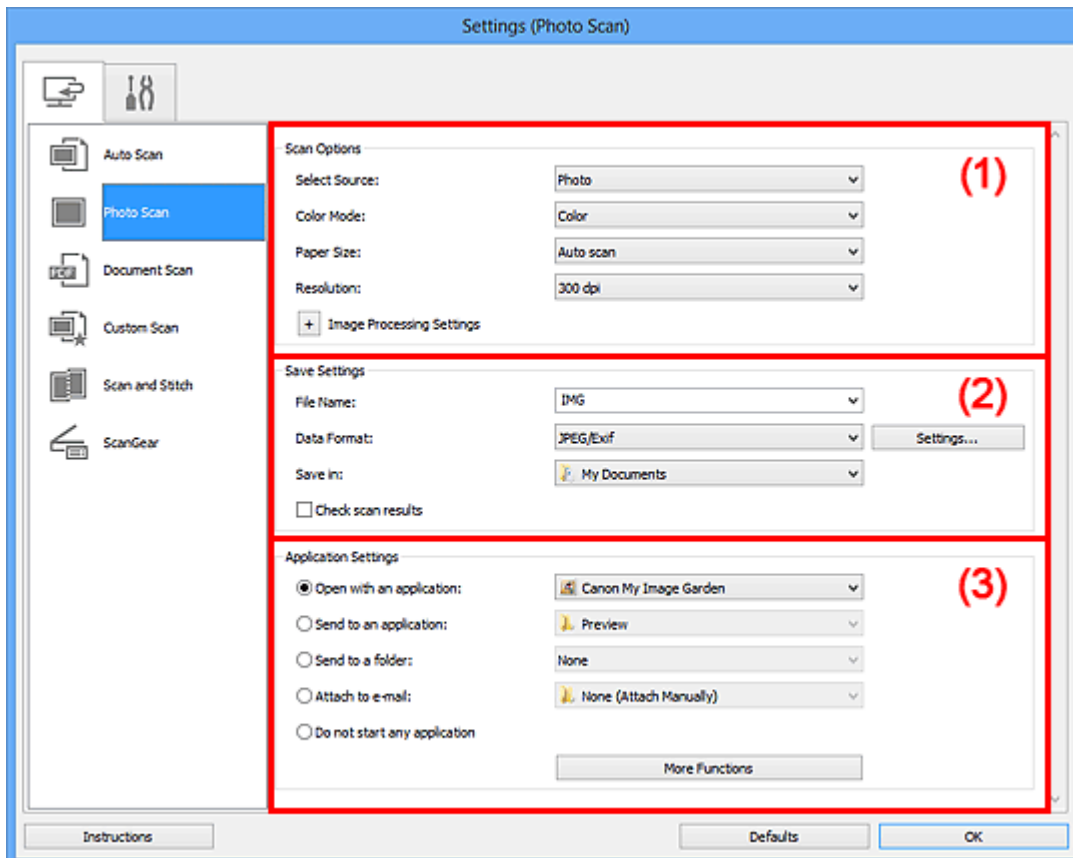 Settings (Photo Scan)
Auto Scan
Photo Scan
Document Scan
Custom Scan
Scan and Stitch
ScanGear
Scan Options
(1)
Select Source: Photo
Color Mode: Color
Paper Size: Auto scan
Resolution: 300 dpi
+ Image Processing Settings
Save Settings
(2)
File Name: IMG
Data Format: JPEG/Exif Settings...
Save in: My Documents
Check scan results
Application Settings
(3)
Open with an application: Canon My Image Garden
Send to an application: Preview
Send to a folder: None
Attach to e-mail: None (Attach Manually)
Do not start any application
More Functions
Instructions Defaults OK